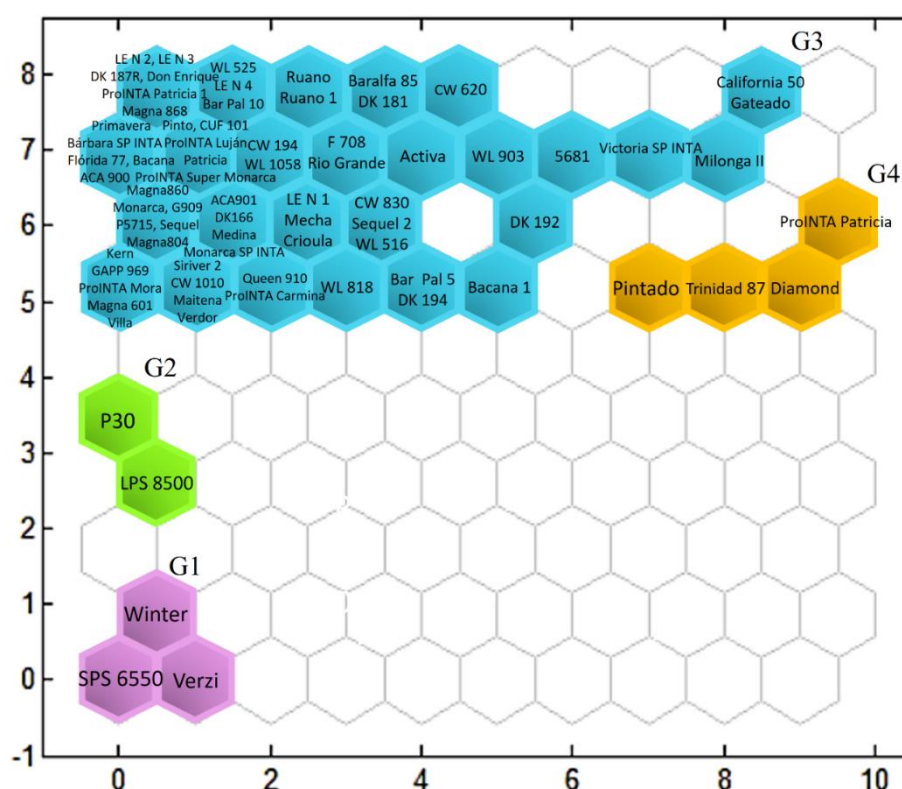 G3
8
LE N 2, LE N 3
DK 187R, Don Enrique
ProINTA Patricia 1
Magna 868
WL 525
LE N 4
Bar Pal 10
Ruano
Ruano 1
Baralfa 85
DK 181
CW 620
California 50
Gateado
7
Primavera
Bárbara SP INTA
Flórida 77, Bacana
ACA 900
Pinto, CUF 101
ProINTA Luján
Patricia
ProINTA Super Monarca
CW 194
WL 1058
F 708
Rio Grande
Activa
WL 903
5681
Victoria SP INTA
Milonga II
G4
6
Magna860
Monarca, G909
P5715, Sequel
Magna804
ACA901
DK166
Medina
Monarca SP INTA
LE N 1
Mecha
Crioula
CW 830
Sequel 2
WL 516
DK 192
ProINTA Patricia
5
Kern
GAPP 969
ProINTA Mora
Magna 601
Villa
Siriver 2
CW 1010
Maitena
Verdor
Queen 910
ProINTA Carmina
WL 818
Bar Pal 5
DK 194
Bacana 1
Pintado
Trinidad 87
Diamond
4
G2
P30
3
LPS 8500
2
G1
1
Winter
0
SPS 6550
Verzi
-1
0 2 4 6 8 10